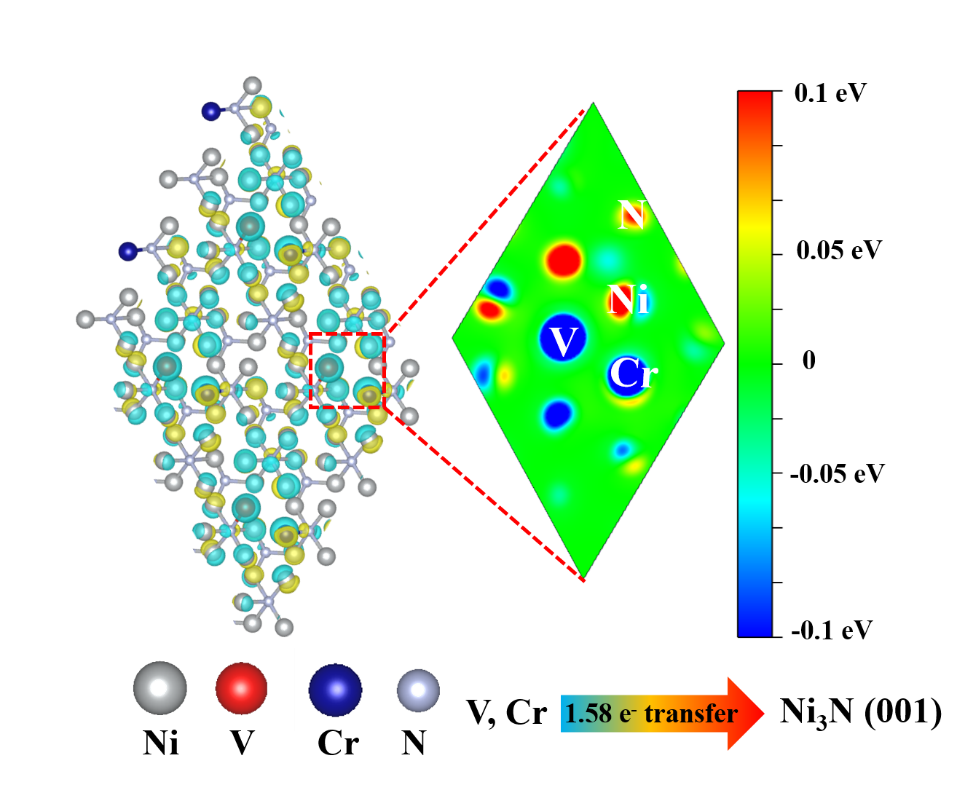 0.1 eV
0.05 eV
0
-0.05 eV
-0.1 eV
N
Ni
V
Cr
Ni
V
Cr
N
V, Cr
1.58 e⁻ transfer
Ni₃N (001)